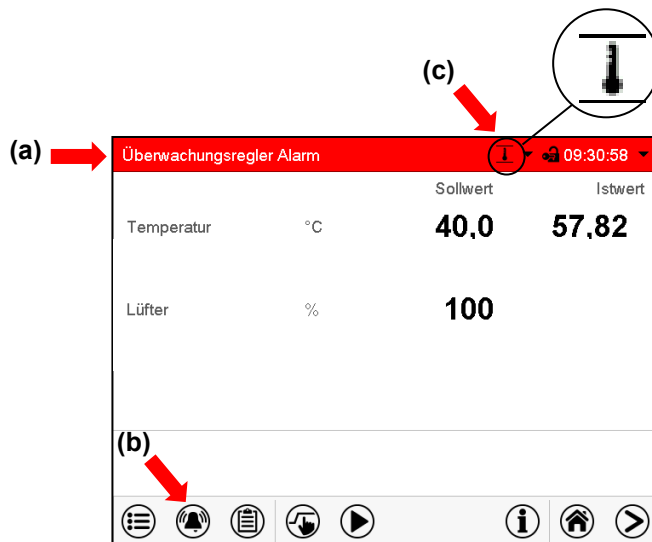 (c)
(a)
Überwachungsregler Alarm 09:30:58
Sollwert Istwert
Temperatur °C 40,0 57,82
Lüfter % 100
(b)